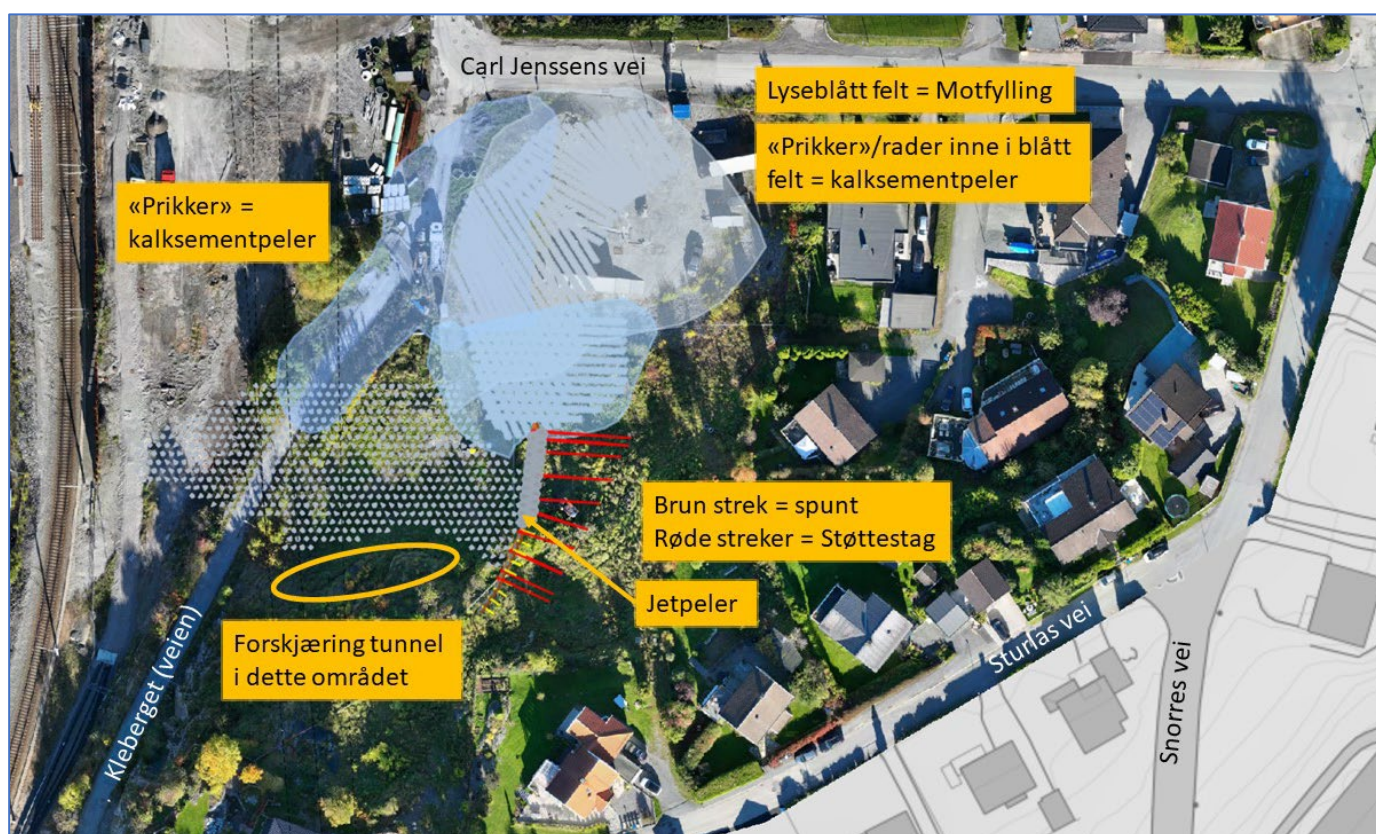 Carl Jenssens vei
Lyseblått felt = Motfylling
«Prikker»/rader inne i blått
felt = kalksementpeler
«Prikker» =
kalksementpeler
Brun strek = spunt
Røde streker = Støttestag
Jetpeler
Forskjæring tunnel
i dette området
Kleberget (veien)
Sturlas vei
Snorres vei